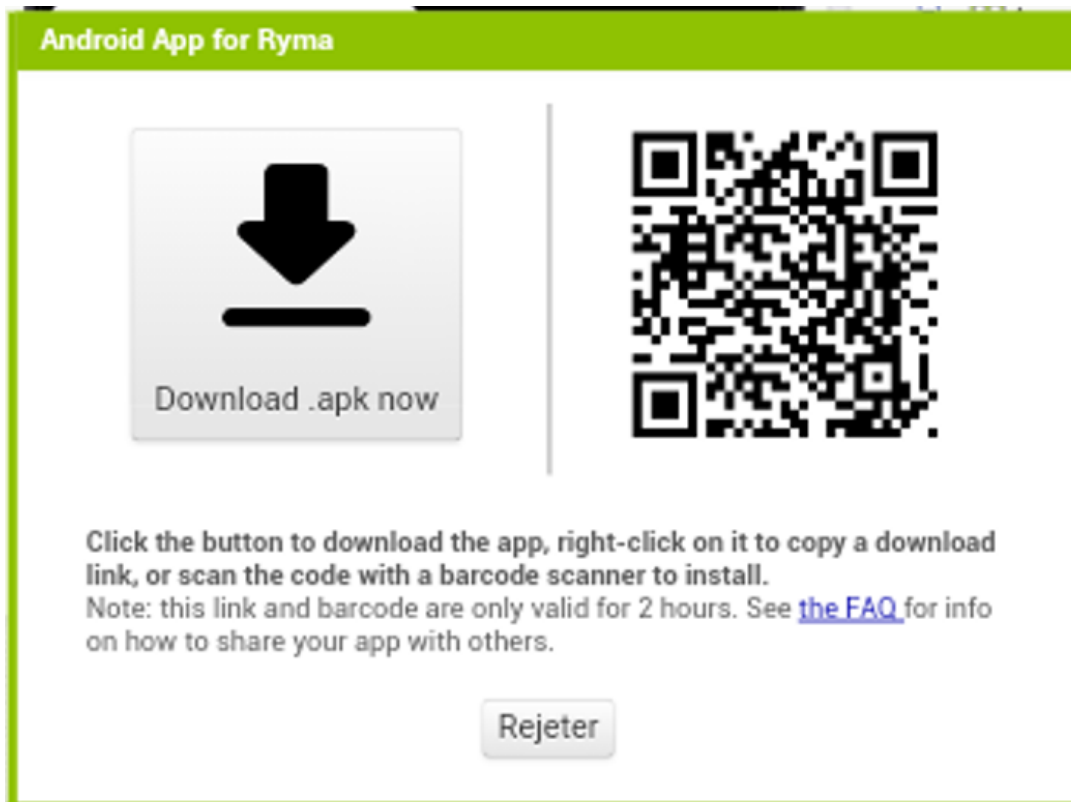 Android App for Ryma
Download .apk now
Click the button to download the app, right-click on it to copy a download
link, or scan the code with a barcode scanner to install.
Note: this link and barcode are only valid for 2 hours. See the FAQ for info
on how to share your app with others.
Rejeter